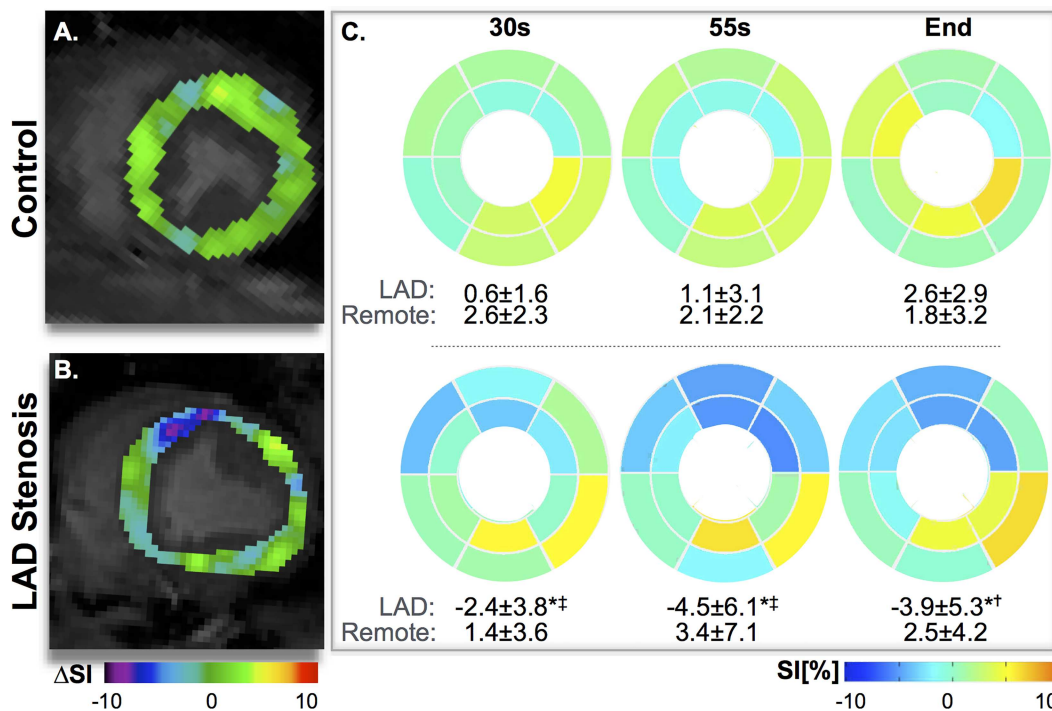 A.
Control
B.
LAD Stenosis
ΔSI
-10 0 10
C.
30s 55s End
LAD: 0.6±1.6 1.1±3.1 2.6±2.9
Remote: 2.6±2.3 2.1±2.2 1.8±3.2
LAD: -2.4±3.8*‡ -4.5±6.1*‡ -3.9±5.3*†
Remote: 1.4±3.6 3.4±7.1 2.5±4.2
SI[%]
-10 0 10